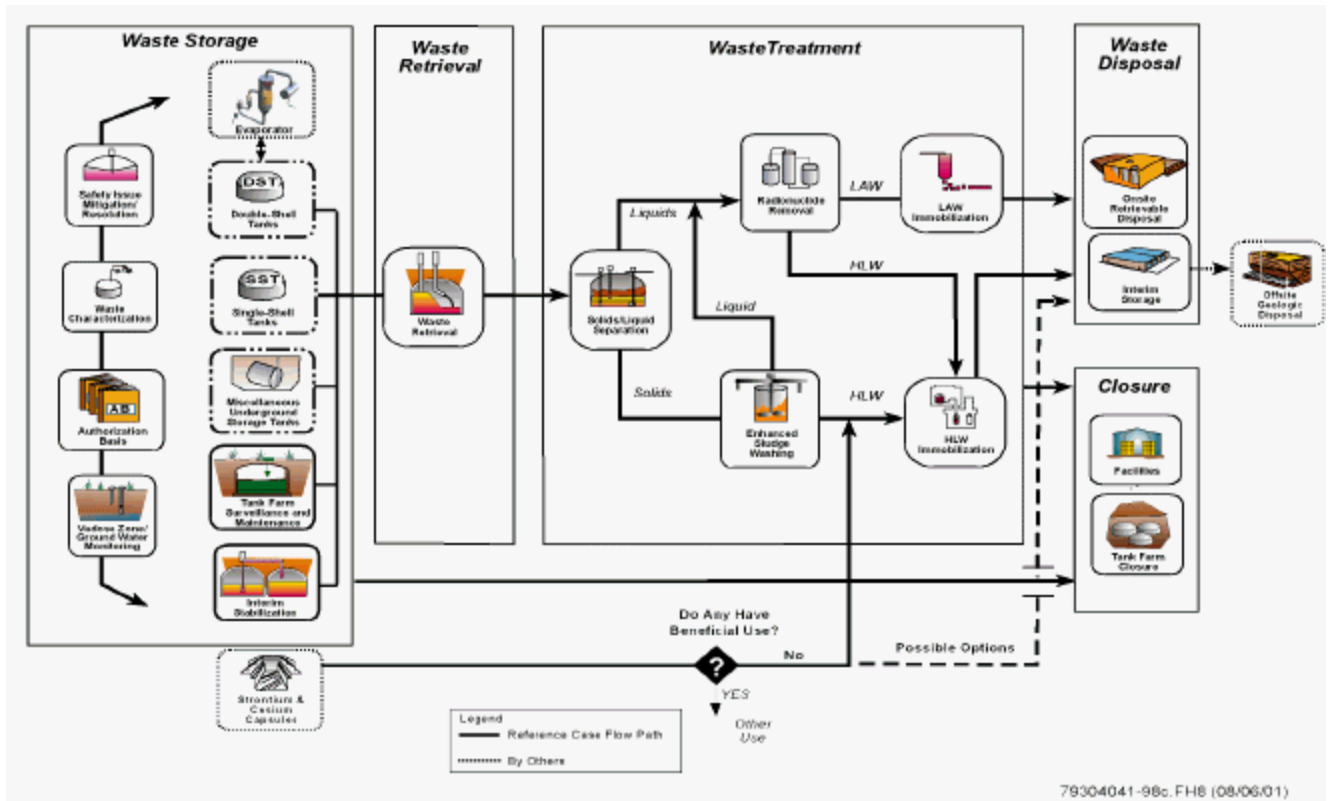 Waste Storage
Evaporator
Safety Issue
Mitigation/
Resolution
DST
Double-Shell
Tanks
Waste
Characterization
SST
Single-Shell
Tanks
AB
Authorization
Basis
Miscellaneous
Underground
Storage Tanks
Vadose Zone/
Ground Water
Monitoring
Tank Farm
Surveillance and
Maintenance
Interim
Stabilization
Strontium &
Cesium
Capsules
Waste
Retrieval
Waste
Retrieval
WasteTreatment
Solids/Liquid
Separation
Liquids
Liquid
Solids
Radionuclide
Removal
LAW
LAW
Immobilization
HLW
Enhanced
Sludge
Washing
HLW
HLW
Immobilization
Waste
Disposal
Onsite
Retrievable
Disposal
Interim
Storage
Offsite
Geologic
Disposal
Closure
Facilities
Tank Farm
Closure
Do Any Have
Beneficial Use?
?
No
YES
Other
Use
Possible Options
Legend
Reference Case Flow Path
By Others
79304041-98c.FH8 (08/06/01)